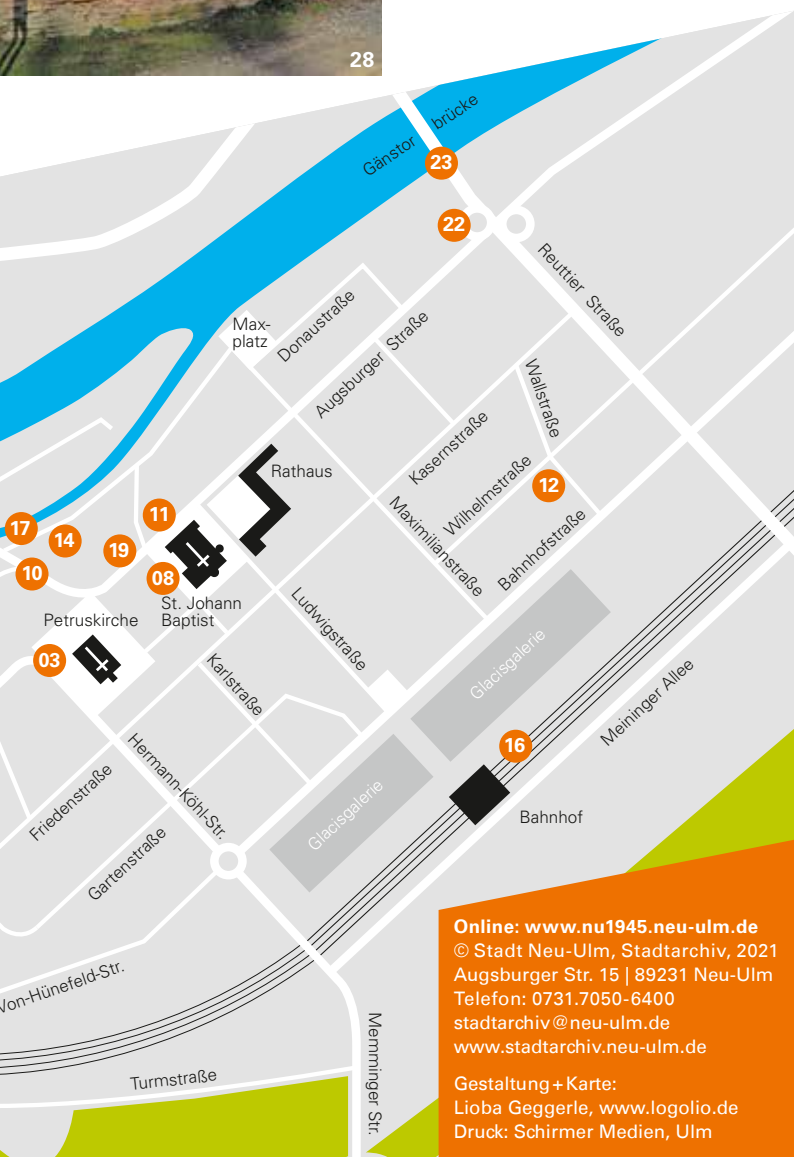 28
Gänstor brücke
23
22
Reuttier Straße
Max-
platz
Donaustraße
Augsburger Straße
Wallstraße
Kasernstraße
Rathaus
Wilhelmstraße
12
Maximilianstraße
Bahnhofstraße
17
14
11
19
10
08
St. Johann
Baptist
Petruskirche
03
Ludwigstraße
Karlstraße
Glacisgalerie
Meininger Allee
16
Hermann-Köhl-Str.
Friedenstraße
Glacisgalerie
Bahnhof
Gartenstraße
Von-Hünefeld-Str.
Memminger Str.
Turmstraße
Online: www.nu1945.neu-ulm.de
© Stadt Neu-Ulm, Stadtarchiv, 2021
Augsburger Str. 15 | 89231 Neu-Ulm
Telefon: 0731.7050-6400
stadtarchiv@neu-ulm.de
www.stadtarchiv.neu-ulm.de
Gestaltung + Karte:
Lioba Geggerle, www.logolio.de
Druck: Schirmer Medien, Ulm